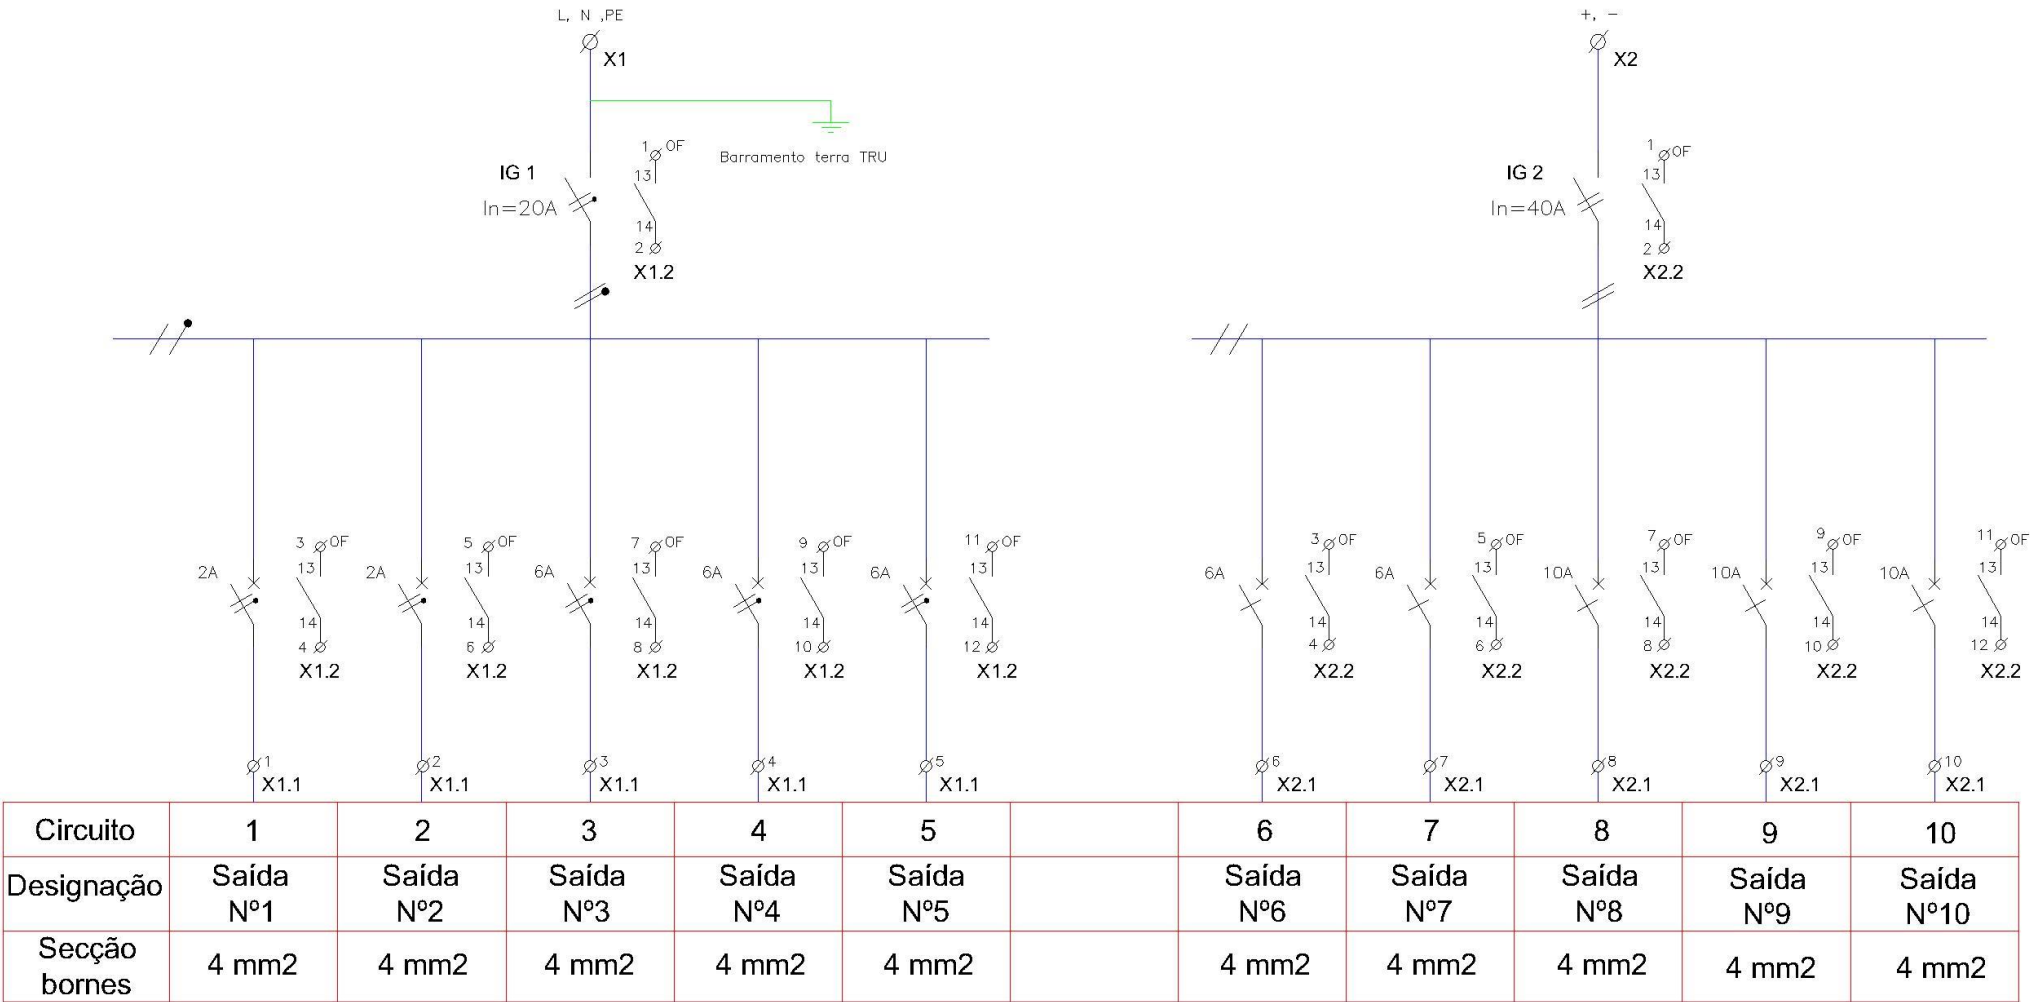 L, N ,PE
X1
IG 1
In=20A
1 OF
13
14
2
X1.2
Barramento terra TRU
+, -
X2
IG 2
In=40A
1 OF
13
14
2
X2.2
2A
3 OF
13
14
4
X1.2
2A
5 OF
13
14
6
X1.2
6A
7 OF
13
14
8
X1.2
6A
9 OF
13
14
10
X1.2
6A
11 OF
13
14
12
X1.2
6A
3 OF
13
14
4
X2.2
6A
5 OF
13
14
6
X2.2
10A
7 OF
13
14
8
X2.2
10A
9 OF
13
14
10
X2.2
10A
11 OF
13
14
12
X2.2
1
X1.1
2
X1.1
3
X1.1
4
X1.1
5
X1.1
6
X2.1
7
X2.1
8
X2.1
9
X2.1
10
X2.1
Circuito 1 2 3 4 5 6 7 8 9 10
Designação
Saída
Nº1
Saída
Nº2
Saída
Nº3
Saída
Nº4
Saída
Nº5
Saída
Nº6
Saída
Nº7
Saída
Nº8
Saída
Nº9
Saída
Nº10
Secção
bornes
4 mm2 4 mm2 4 mm2 4 mm2 4 mm2 4 mm2 4 mm2 4 mm2 4 mm2 4 mm2